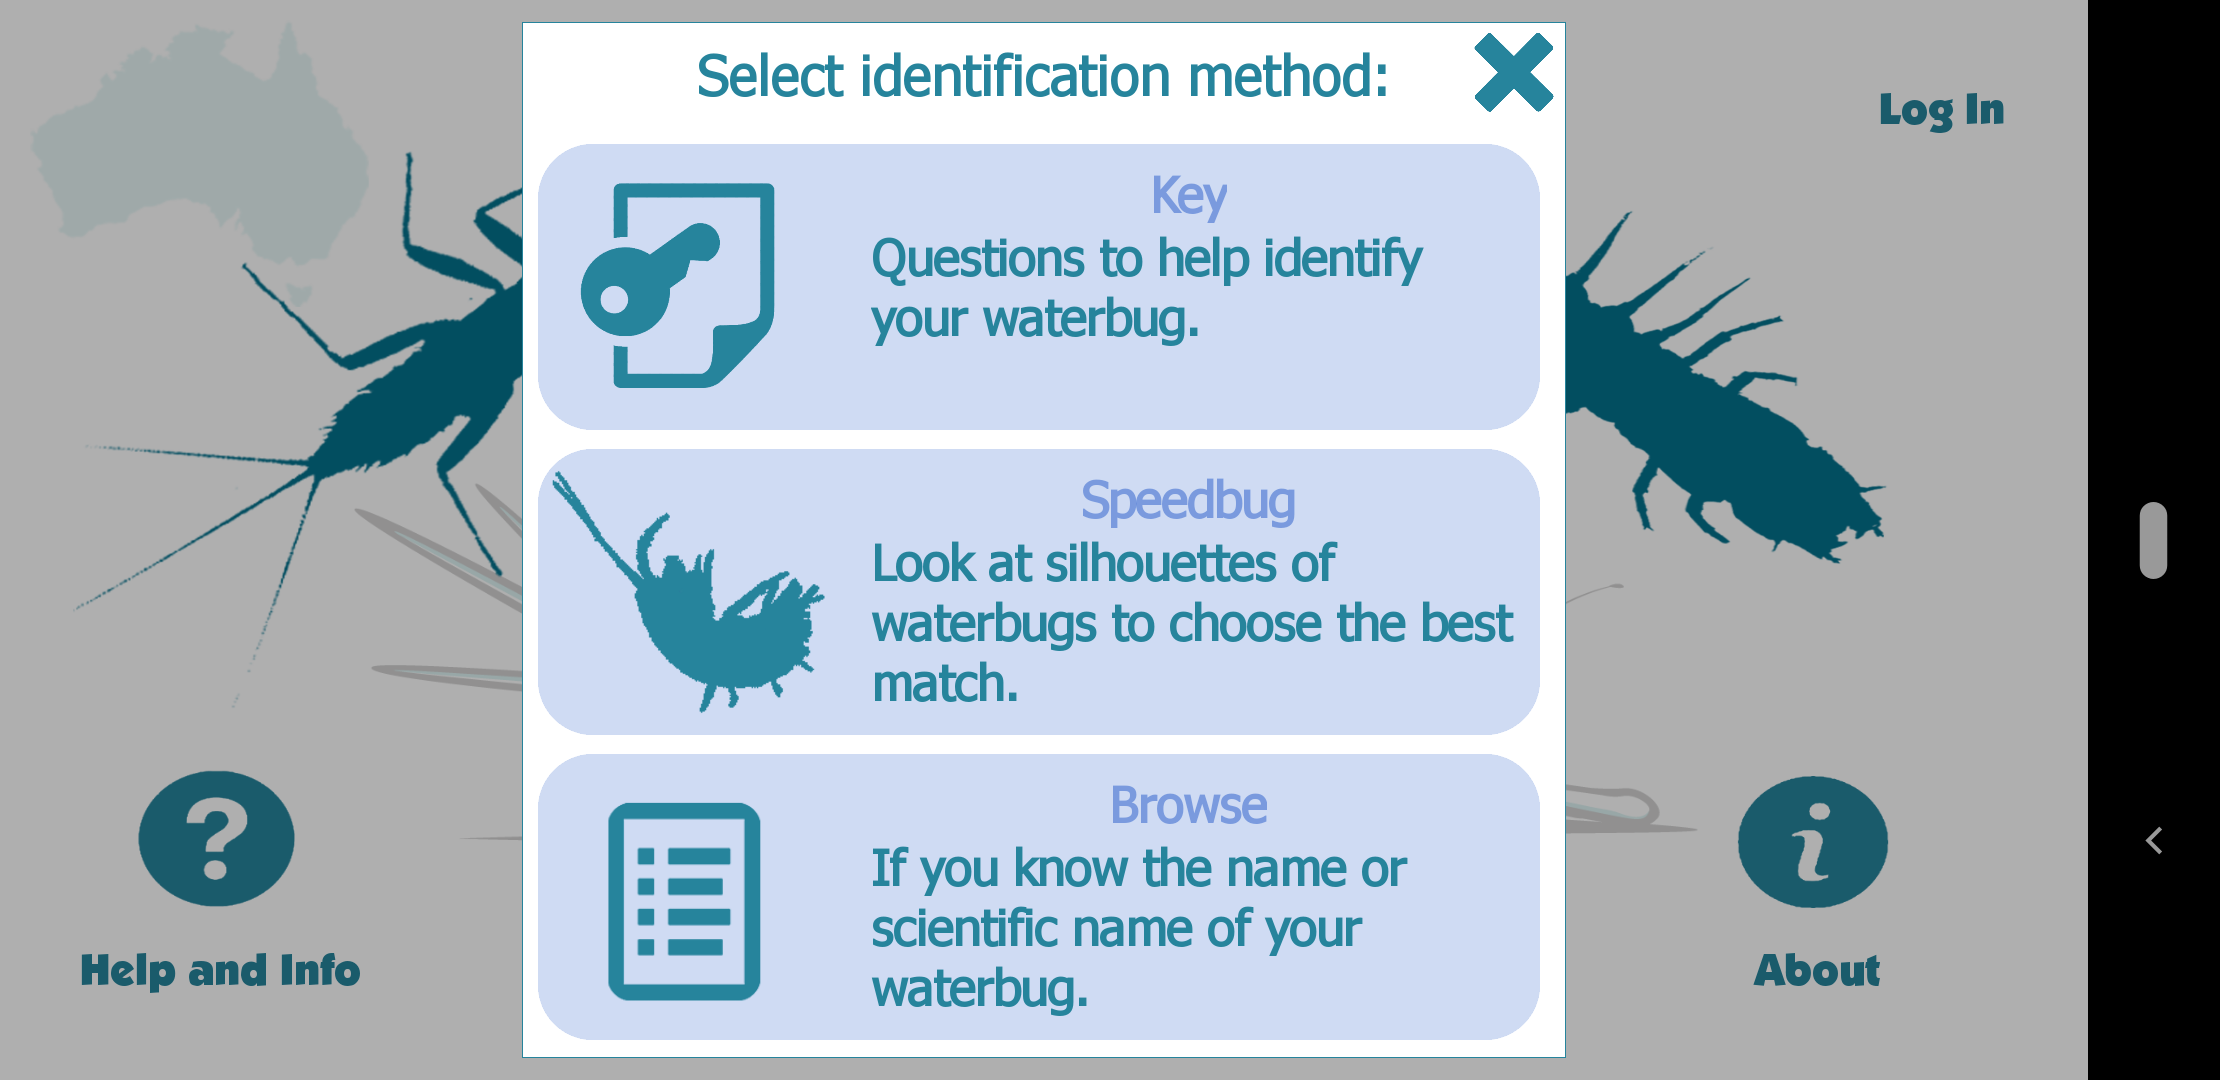 Select identification method:
Log In
Key
Questions to help identify
your waterbug.
Speedbug
Look at silhouettes of
waterbugs to choose the best
match.
Browse
If you know the name or
scientific name of your
waterbug.
Help and Info
About